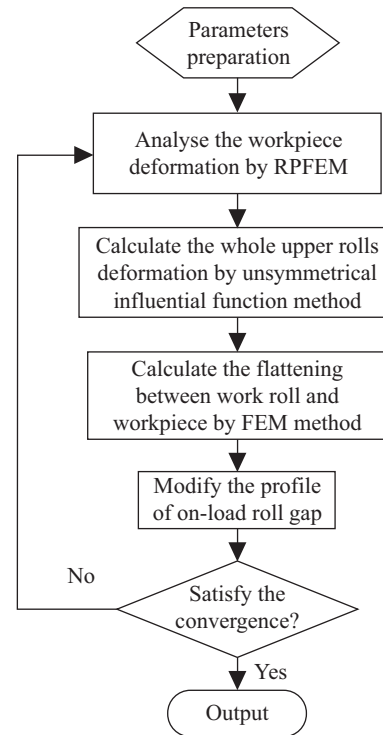 Parameters
preparation
Analyse the workpiece
deformation by RPFEM
Calculate the whole upper rolls
deformation by unsymmetrical
influential function method
Calculate the flattening
between work roll and
workpiece by FEM method
Modify the profile
of on-load roll gap
No
Satisfy the
convergence?
Yes
Output